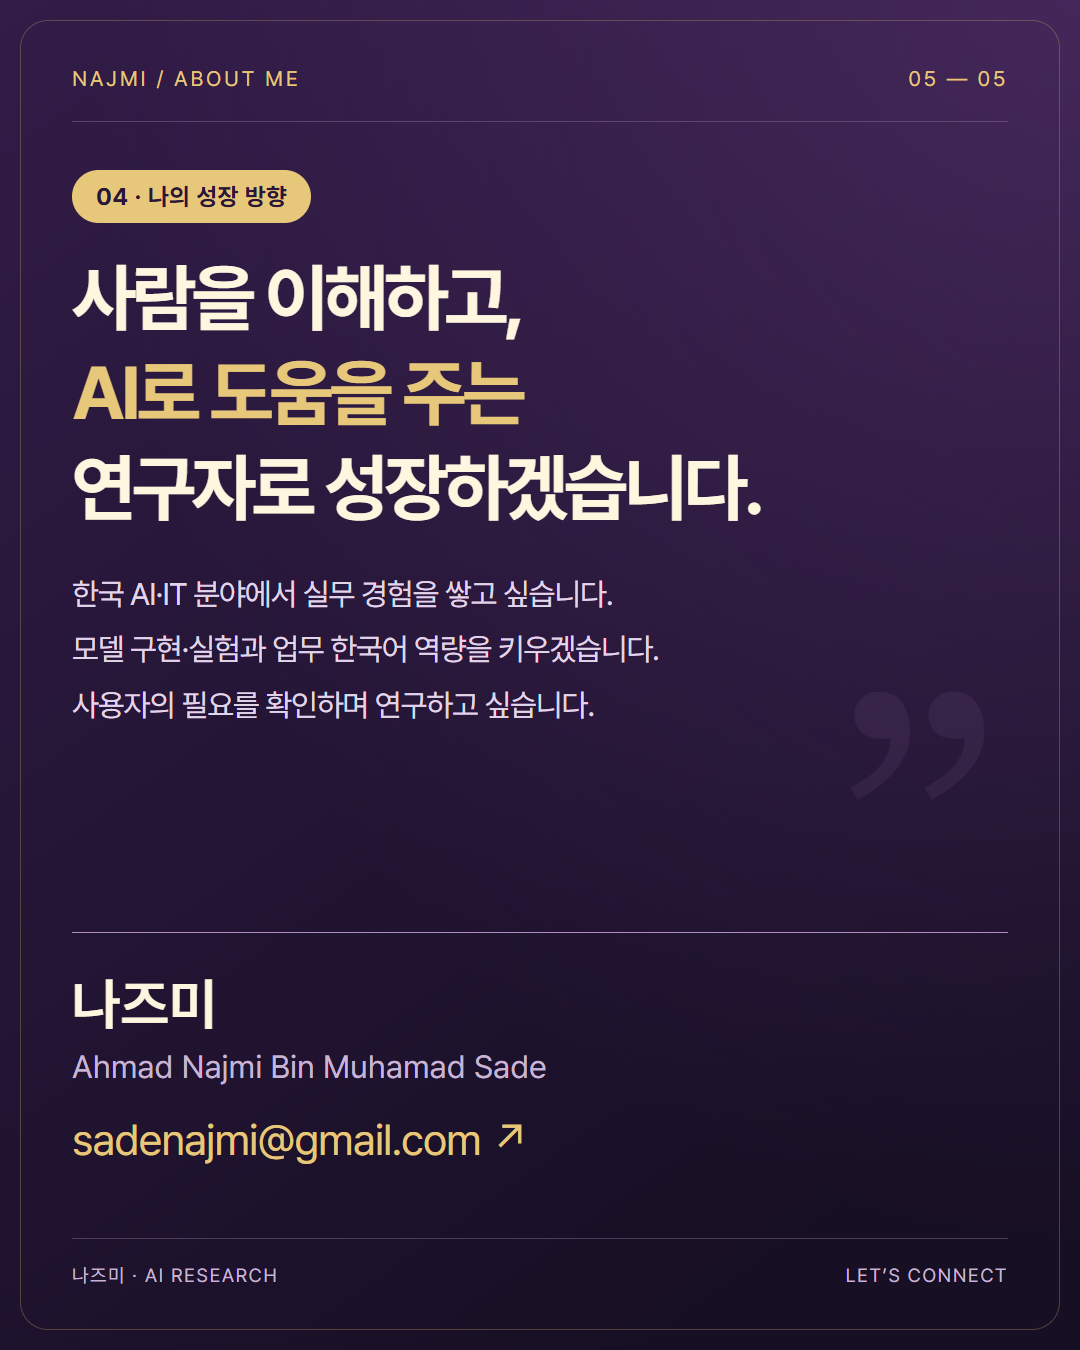 NAJMI / ABOUT ME
05 — 05
04 · 나의 성장 방향
사람을 이해하고,
AI로 도움을 주는
연구자로 성장하겠습니다.
한국 AI·IT 분야에서 실무 경험을 쌓고 싶습니다.
모델 구현·실험과 업무 한국어 역량을 키우겠습니다.
사용자의 필요를 확인하며 연구하고 싶습니다.
”
나즈미
Ahmad Najmi Bin Muhamad Sade
sadenajmi@gmail.com ↗
나즈미 · AI RESEARCH
LET’S CONNECT